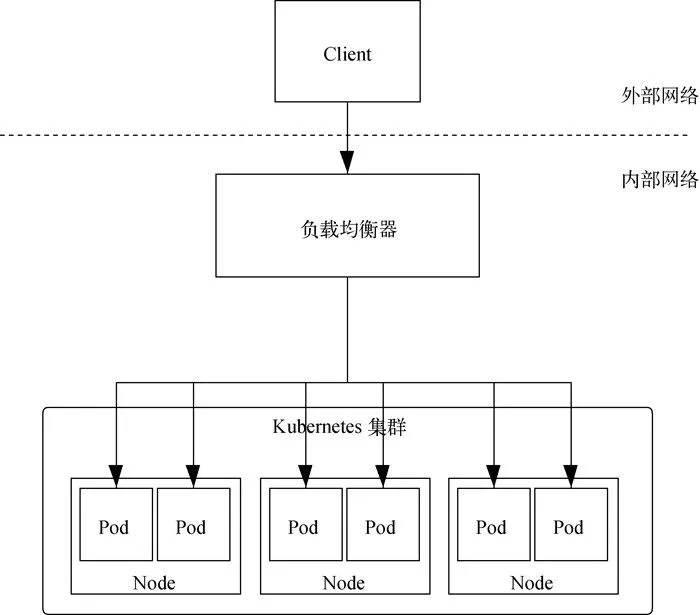 Client
外部网络
内部网络
负载均衡器
Kubernetes 集群
Pod Pod Pod Pod Pod Pod
Node Node Node